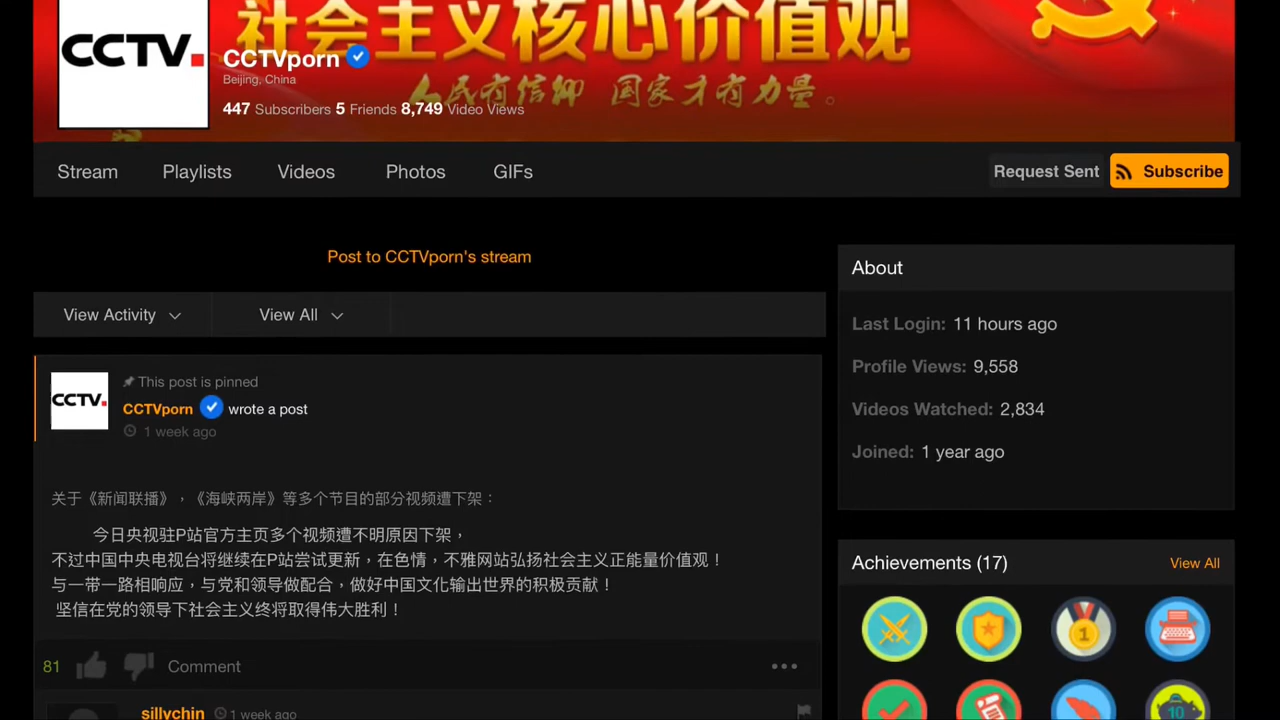 社会主义核心价值观
CCTV.
CCTVporn
Beijing, China
人民有信仰 国家才有力量。
447 Subscribers 5 Friends 8,749 Video Views
Stream Playlists Videos Photos GIFs
Request Sent Subscribe
Post to CCTVporn's stream
View Activity View All
This post is pinned
CCTV.
CCTVporn wrote a post
1 week ago
关于《新闻联播》，《海峡两岸》等多个节目的部分视频遭下架：
今日央视驻P站官方主页多个视频遭不明原因下架，
不过中国中央电视台将继续在P站尝试更新，在色情，不雅网站弘扬社会主义正能量价值观！
与一带一路相响应，与党和领导做配合，做好中国文化输出世界的积极贡献！
坚信在党的领导下社会主义终将取得伟大胜利！
81 Comment
sillychin 1 week ago
About
Last Login: 11 hours ago
Profile Views: 9,558
Videos Watched: 2,834
Joined: 1 year ago
Achievements (17) View All
1
10